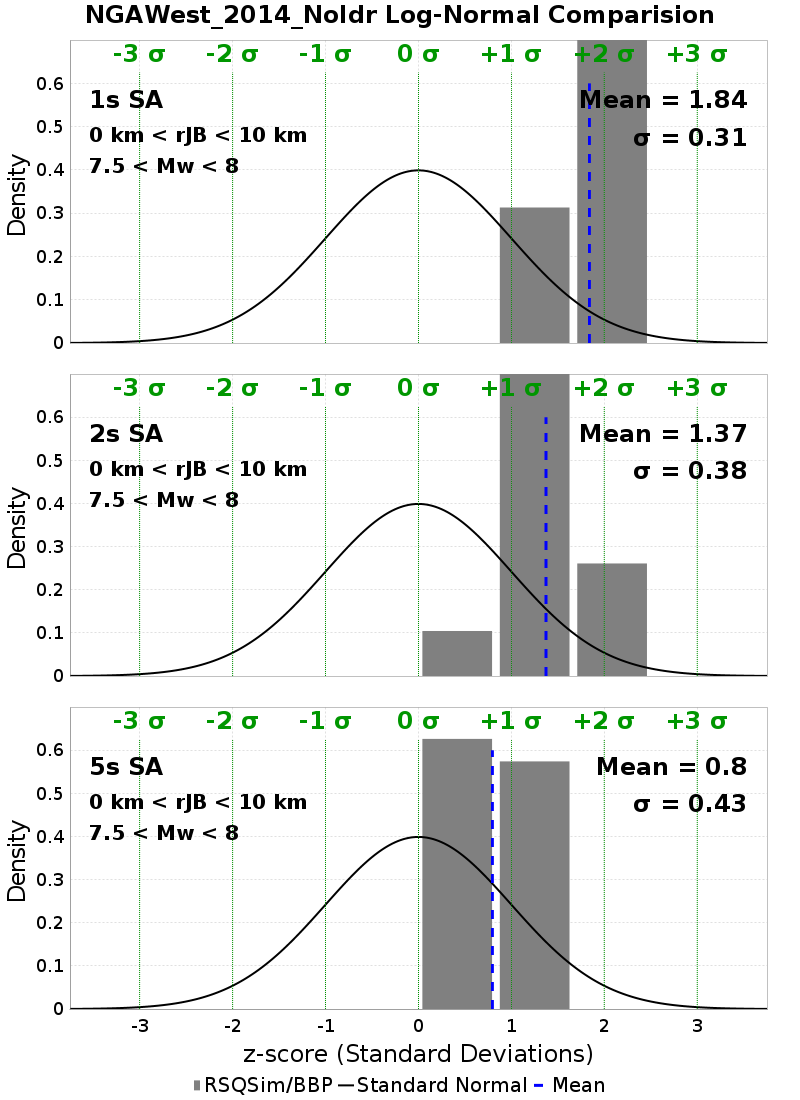 NGAWest_2014_NoIdr Log-Normal Comparision
-3 σ -2 σ -1 σ 0 σ +1 σ +2 σ +3 σ
1s SA
Mean = 1.84
0 km < rJB < 10 km
σ = 0.31
7.5 < Mw < 8
Density
0.6
0.5
0.4
0.3
0.2
0.1
0
-3 σ -2 σ -1 σ 0 σ +1 σ +2 σ +3 σ
2s SA
Mean = 1.37
0 km < rJB < 10 km
σ = 0.38
7.5 < Mw < 8
Density
0.6
0.5
0.4
0.3
0.2
0.1
0
-3 σ -2 σ -1 σ 0 σ +1 σ +2 σ +3 σ
5s SA
Mean = 0.8
0 km < rJB < 10 km
σ = 0.43
7.5 < Mw < 8
Density
0.6
0.5
0.4
0.3
0.2
0.1
0
-3 -2 -1 0 1 2 3
z-score (Standard Deviations)
RSQSim/BBP Standard Normal Mean